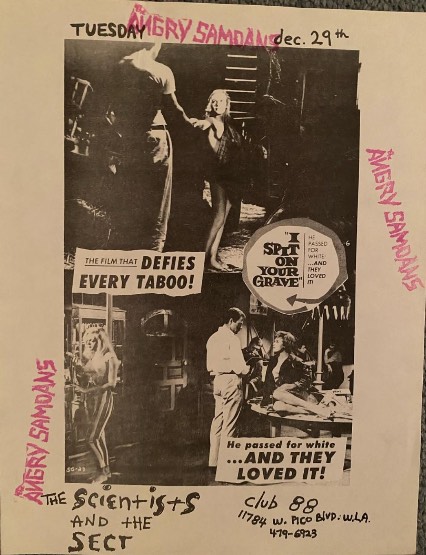 ANGRY SAMOANS
TUESDAY dec. 29th
ANGRY SAMOANS
THE FILM THAT DEFIES
EVERY TABOO!
"I
SPIT
ON
YOUR
GRAVE"
HE
PASSED
FOR
WHITE
...AND
THEY
LOVED
IT!
He passed for white
...AND THEY
LOVED IT!
ANGRY SAMOANS
THE SCIENTISTS
AND THE
SECT
Club 88
11784 W. PICO BLVD. W.LA.
479-6923